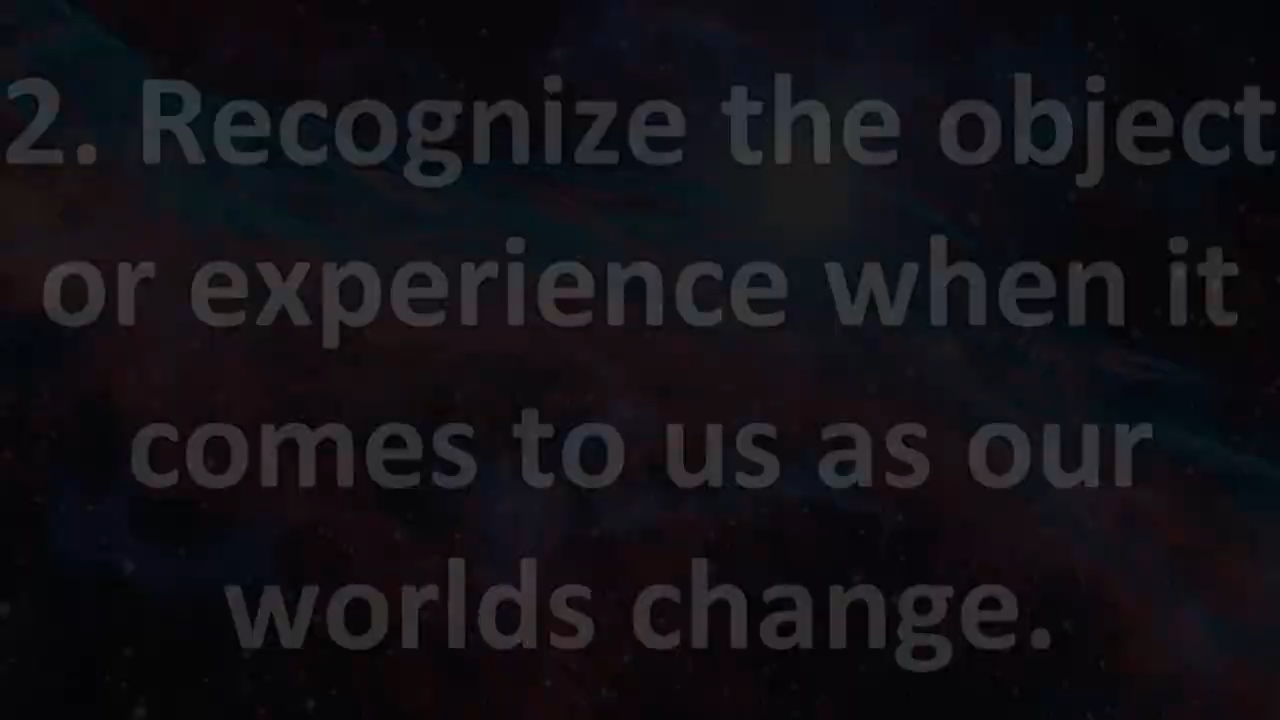 2. Recognize the object
or experience when it
comes to us as our
worlds change.